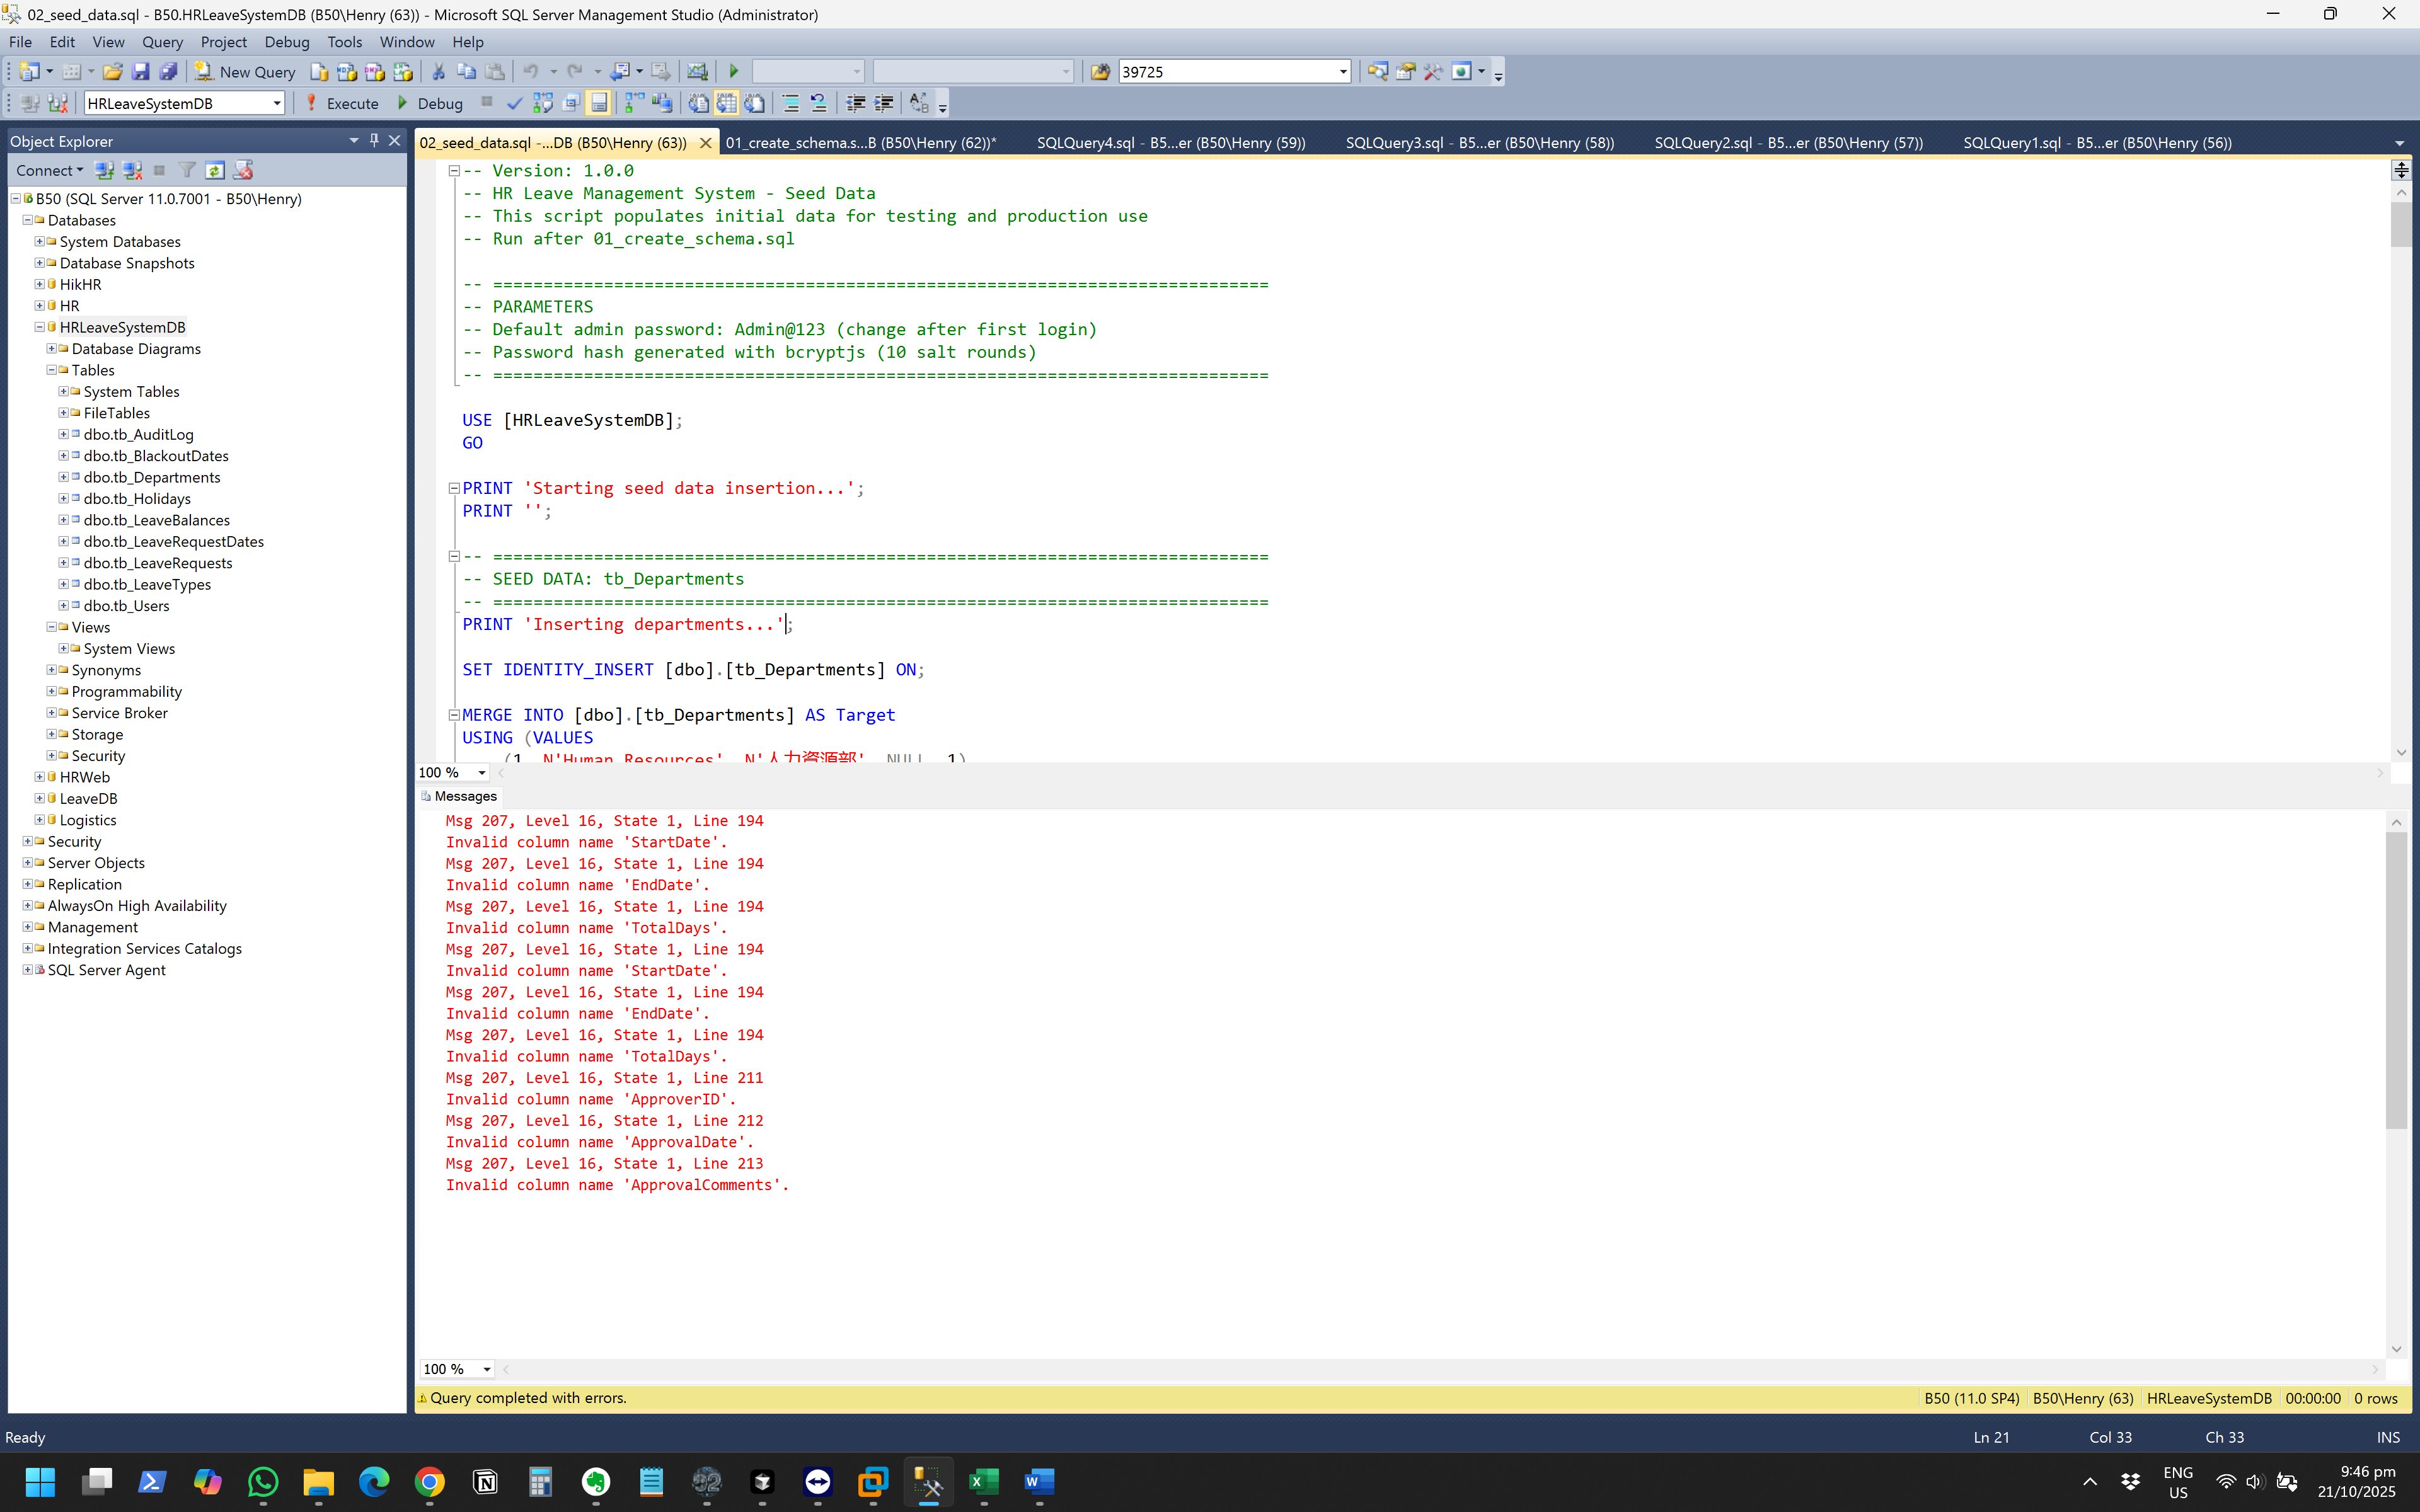 02_seed_data.sql - B50.HRLeaveSystemDB (B50\Henry (63)) - Microsoft SQL Server Management Studio (Administrator)
File Edit View Query Project Debug Tools Window Help
New Query 39725
HRLeaveSystemDB Execute Debug
Object Explorer
Connect
B50 (SQL Server 11.0.7001 - B50\Henry)
Databases
System Databases
Database Snapshots
HikHR
HR
HRLeaveSystemDB
Database Diagrams
Tables
System Tables
FileTables
dbo.tb_AuditLog
dbo.tb_BlackoutDates
dbo.tb_Departments
dbo.tb_Holidays
dbo.tb_LeaveBalances
dbo.tb_LeaveRequestDates
dbo.tb_LeaveRequests
dbo.tb_LeaveTypes
dbo.tb_Users
Views
System Views
Synonyms
Programmability
Service Broker
Storage
Security
HRWeb
LeaveDB
Logistics
Security
Server Objects
Replication
AlwaysOn High Availability
Management
Integration Services Catalogs
SQL Server Agent
02_seed_data.sql -...DB (B50\Henry (63)) 01_create_schema.s...B (B50\Henry (62))* SQLQuery4.sql - B5...er (B50\Henry (59)) SQLQuery3.sql - B5...er (B50\Henry (58)) SQLQuery2.sql - B5...er (B50\Henry (57)) SQLQuery1.sql - B5...er (B50\Henry (56))
-- Version: 1.0.0
-- HR Leave Management System - Seed Data
-- This script populates initial data for testing and production use
-- Run after 01_create_schema.sql
-- =============================================================================
-- PARAMETERS
-- Default admin password: Admin@123 (change after first login)
-- Password hash generated with bcryptjs (10 salt rounds)
-- =============================================================================
USE [HRLeaveSystemDB];
GO
PRINT 'Starting seed data insertion...';
PRINT '';
-- =============================================================================
-- SEED DATA: tb_Departments
-- =============================================================================
PRINT 'Inserting departments...';
SET IDENTITY_INSERT [dbo].[tb_Departments] ON;
MERGE INTO [dbo].[tb_Departments] AS Target
USING (VALUES
(1, N'Human Resources', N'人力資源部', NULL, 1)
100 %
Messages
Msg 207, Level 16, State 1, Line 194
Invalid column name 'StartDate'.
Msg 207, Level 16, State 1, Line 194
Invalid column name 'EndDate'.
Msg 207, Level 16, State 1, Line 194
Invalid column name 'TotalDays'.
Msg 207, Level 16, State 1, Line 194
Invalid column name 'StartDate'.
Msg 207, Level 16, State 1, Line 194
Invalid column name 'EndDate'.
Msg 207, Level 16, State 1, Line 194
Invalid column name 'TotalDays'.
Msg 207, Level 16, State 1, Line 211
Invalid column name 'ApproverID'.
Msg 207, Level 16, State 1, Line 212
Invalid column name 'ApprovalDate'.
Msg 207, Level 16, State 1, Line 213
Invalid column name 'ApprovalComments'.
100 %
Query completed with errors. B50 (11.0 SP4) B50\Henry (63) HRLeaveSystemDB 00:00:00 0 rows
Ready Ln 21 Col 33 Ch 33 INS
ENG
US
9:46 pm
21/10/2025